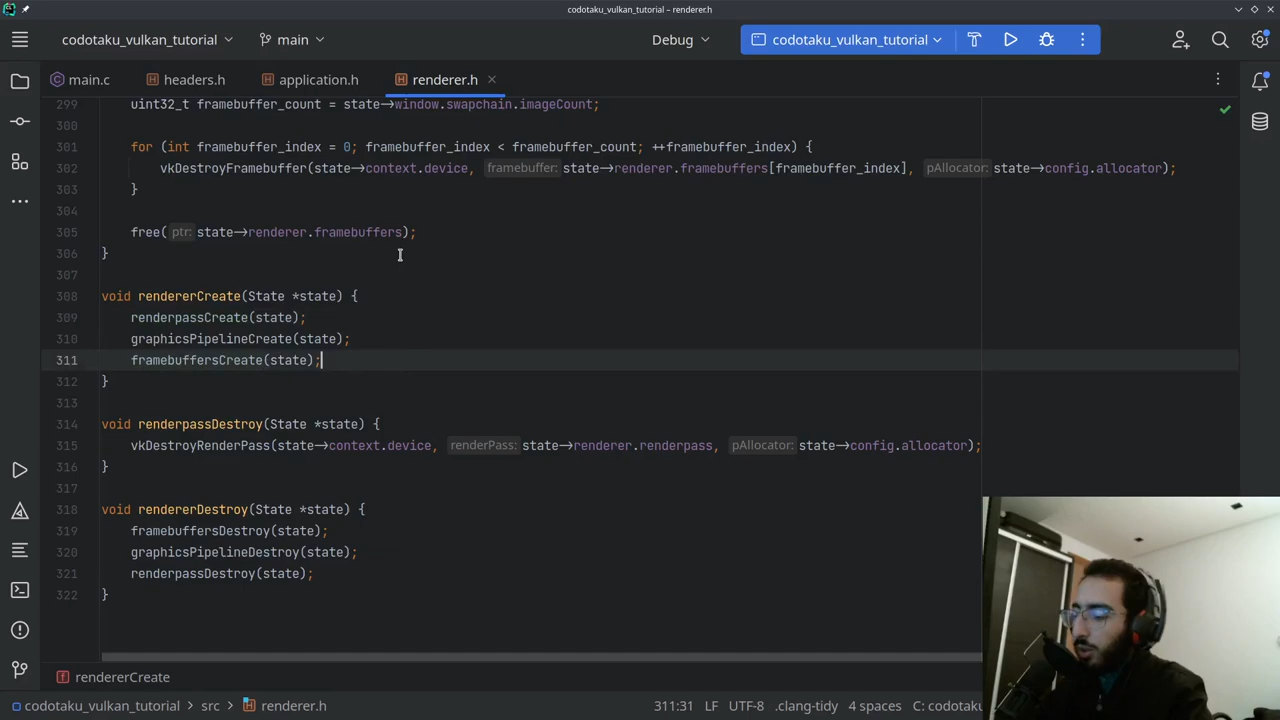 codotaku_vulkan_tutorial – renderer.h
codotaku_vulkan_tutorial
main
Debug
codotaku_vulkan_tutorial
main.c
headers.h
application.h
renderer.h
299 uint32_t framebuffer_count = state->window.swapchain.imageCount;
300
301 for (int framebuffer_index = 0; framebuffer_index < framebuffer_count; ++framebuffer_index) {
302 vkDestroyFramebuffer(state->context.device, framebuffer: state->renderer.framebuffers[framebuffer_index], pAllocator: state->config.allocator);
303 }
304
305 free( ptr: state->renderer.framebuffers);
306 }
307
308 void rendererCreate(State *state) {
309 renderpassCreate(state);
310 graphicsPipelineCreate(state);
311 framebuffersCreate(state);
312 }
313
314 void renderpassDestroy(State *state) {
315 vkDestroyRenderPass(state->context.device, renderPass: state->renderer.renderpass, pAllocator: state->config.allocator);
316 }
317
318 void rendererDestroy(State *state) {
319 framebuffersDestroy(state);
320 graphicsPipelineDestroy(state);
321 renderpassDestroy(state);
322 }
f rendererCreate
codotaku_vulkan_tutorial > src > renderer.h
311:31 LF UTF-8 .clang-tidy 4 spaces C: codotaku